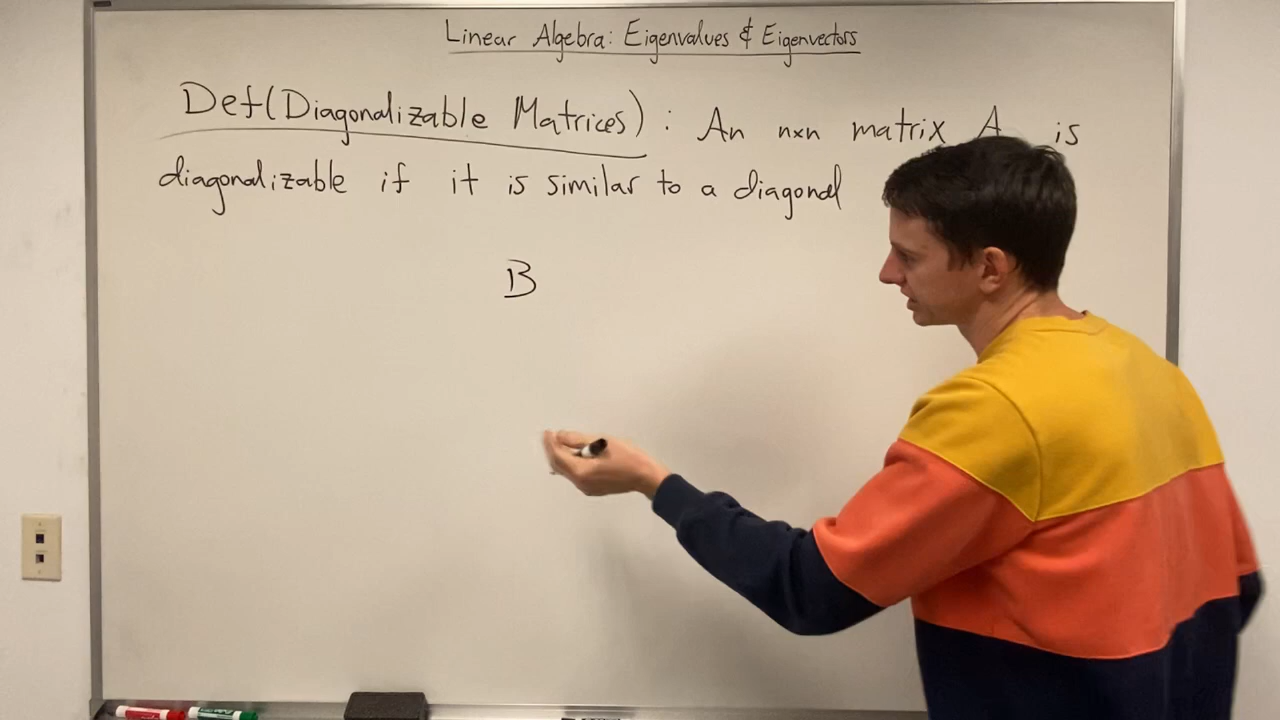 Linear Algebra: Eigenvalues & Eigenvectors
Def(Diagonalizable Matrices): An n×n matrix A is
diagonalizable if it is similar to a diagonal
B